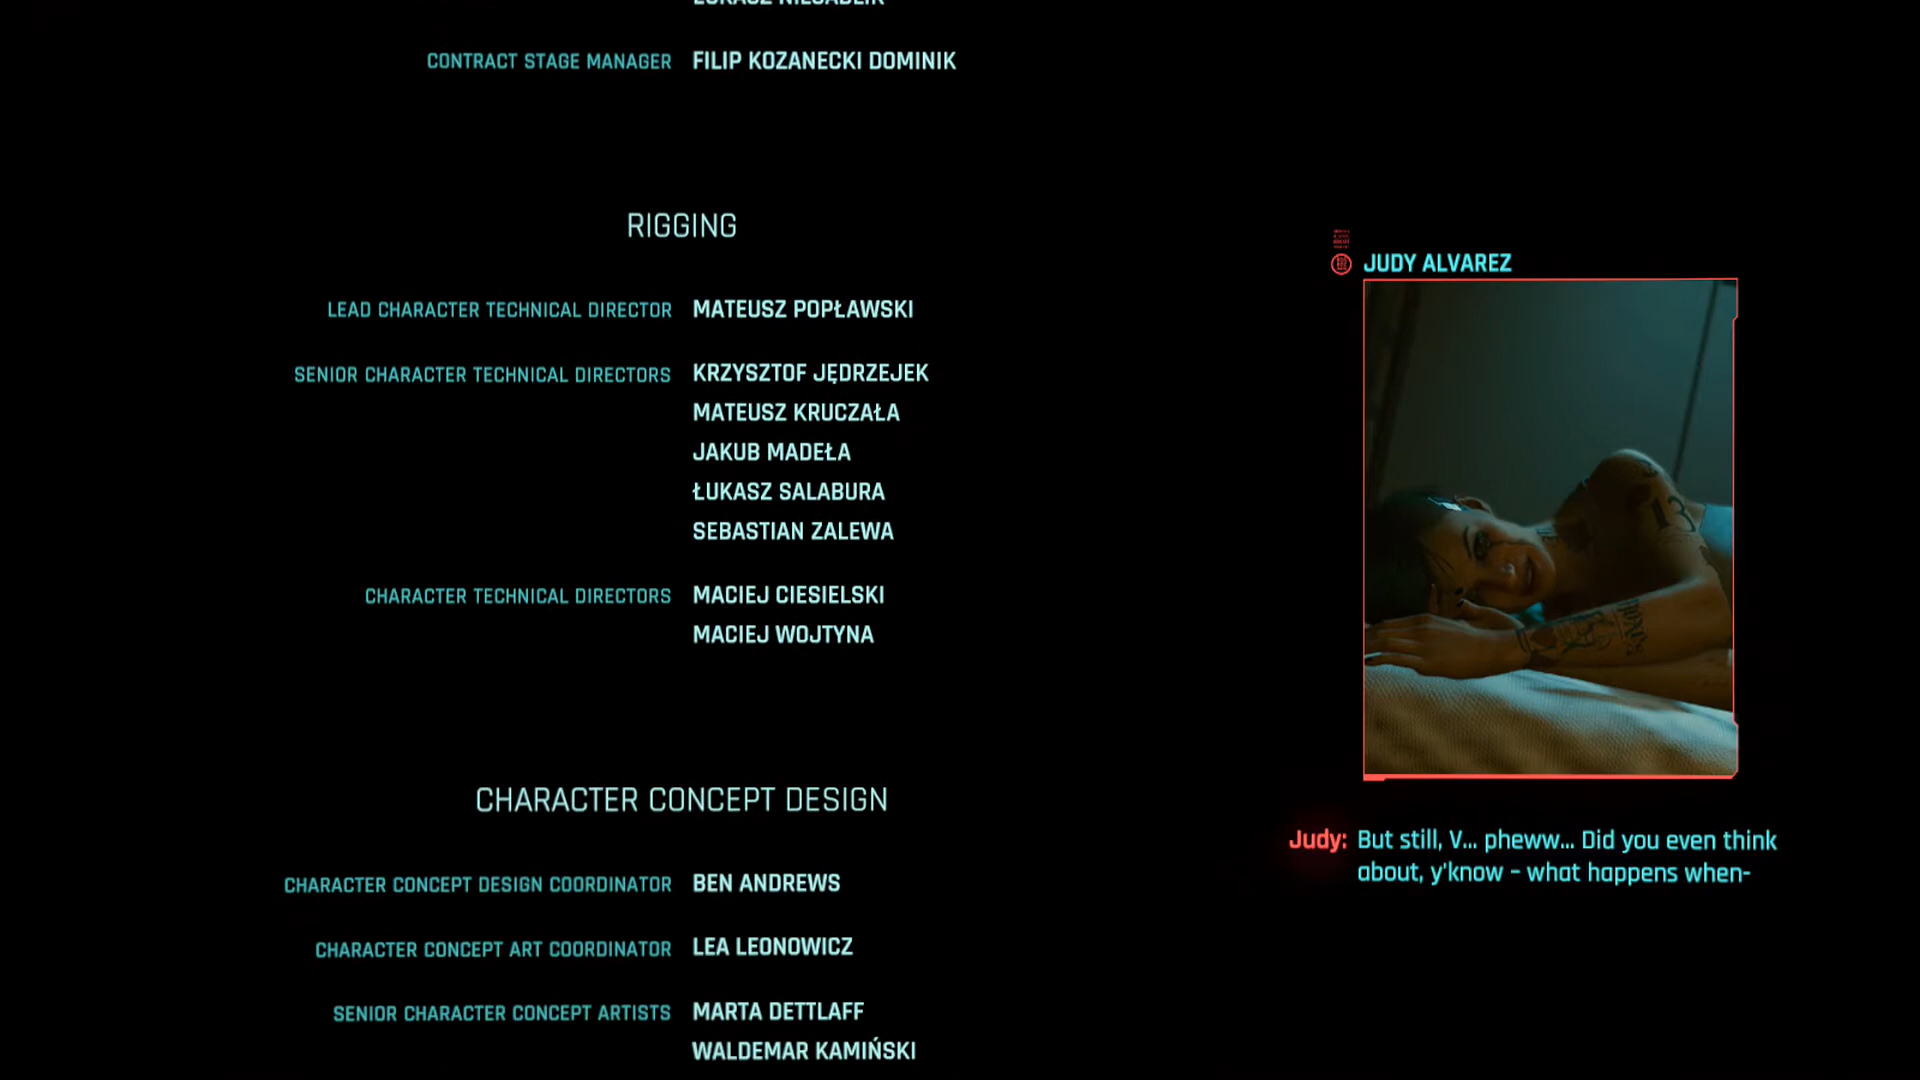 CONTRACT STAGE MANAGER FILIP KOZANECKI DOMINIK
RIGGING
LEAD CHARACTER TECHNICAL DIRECTOR MATEUSZ POPŁAWSKI
SENIOR CHARACTER TECHNICAL DIRECTORS KRZYSZTOF JĘDRZEJEK
MATEUSZ KRUCZAŁA
JAKUB MADEŁA
ŁUKASZ SALABURA
SEBASTIAN ZALEWA
CHARACTER TECHNICAL DIRECTORS MACIEJ CIESIELSKI
MACIEJ WOJTYNA
CHARACTER CONCEPT DESIGN
CHARACTER CONCEPT DESIGN COORDINATOR BEN ANDREWS
CHARACTER CONCEPT ART COORDINATOR LEA LEONOWICZ
SENIOR CHARACTER CONCEPT ARTISTS MARTA DETTLAFF
WALDEMAR KAMIŃSKI
JUDY ALVAREZ
13
Judy: But still, V... pheww... Did you even think
about, y'know – what happens when-